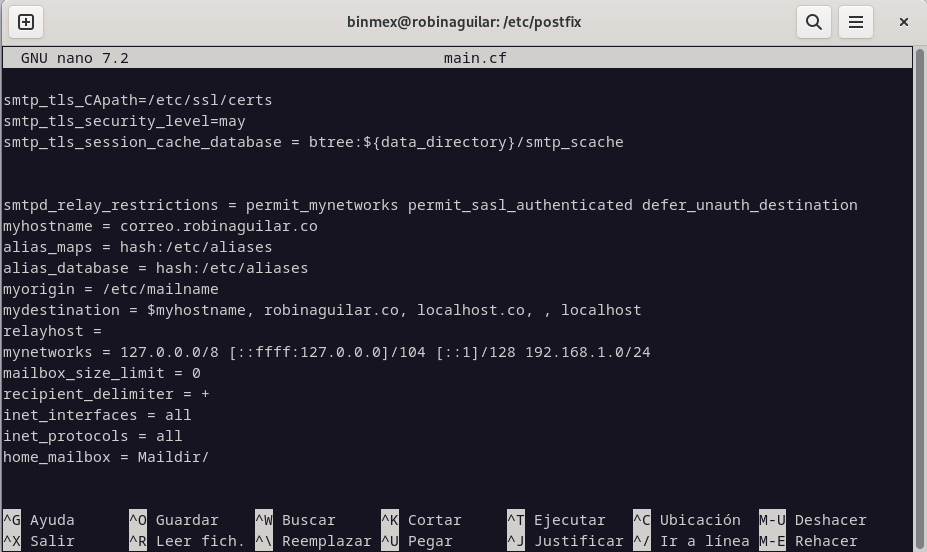 binmex@robinaguilar: /etc/postfix
GNU nano 7.2 main.cf
smtp_tls_CApath=/etc/ssl/certs
smtp_tls_security_level=may
smtp_tls_session_cache_database = btree:${data_directory}/smtp_scache
smtpd_relay_restrictions = permit_mynetworks permit_sasl_authenticated defer_unauth_destination
myhostname = correo.robinaguilar.co
alias_maps = hash:/etc/aliases
alias_database = hash:/etc/aliases
myorigin = /etc/mailname
mydestination = $myhostname, robinaguilar.co, localhost.co, , localhost
relayhost =
mynetworks = 127.0.0.0/8 [::ffff:127.0.0.0]/104 [::1]/128 192.168.1.0/24
mailbox_size_limit = 0
recipient_delimiter = +
inet_interfaces = all
inet_protocols = all
home_mailbox = Maildir/
^G Ayuda ^O Guardar ^W Buscar ^K Cortar ^T Ejecutar ^C Ubicación M-U Deshacer
^X Salir ^R Leer fich. ^\ Reemplazar ^U Pegar ^J Justificar ^/ Ir a línea M-E Rehacer